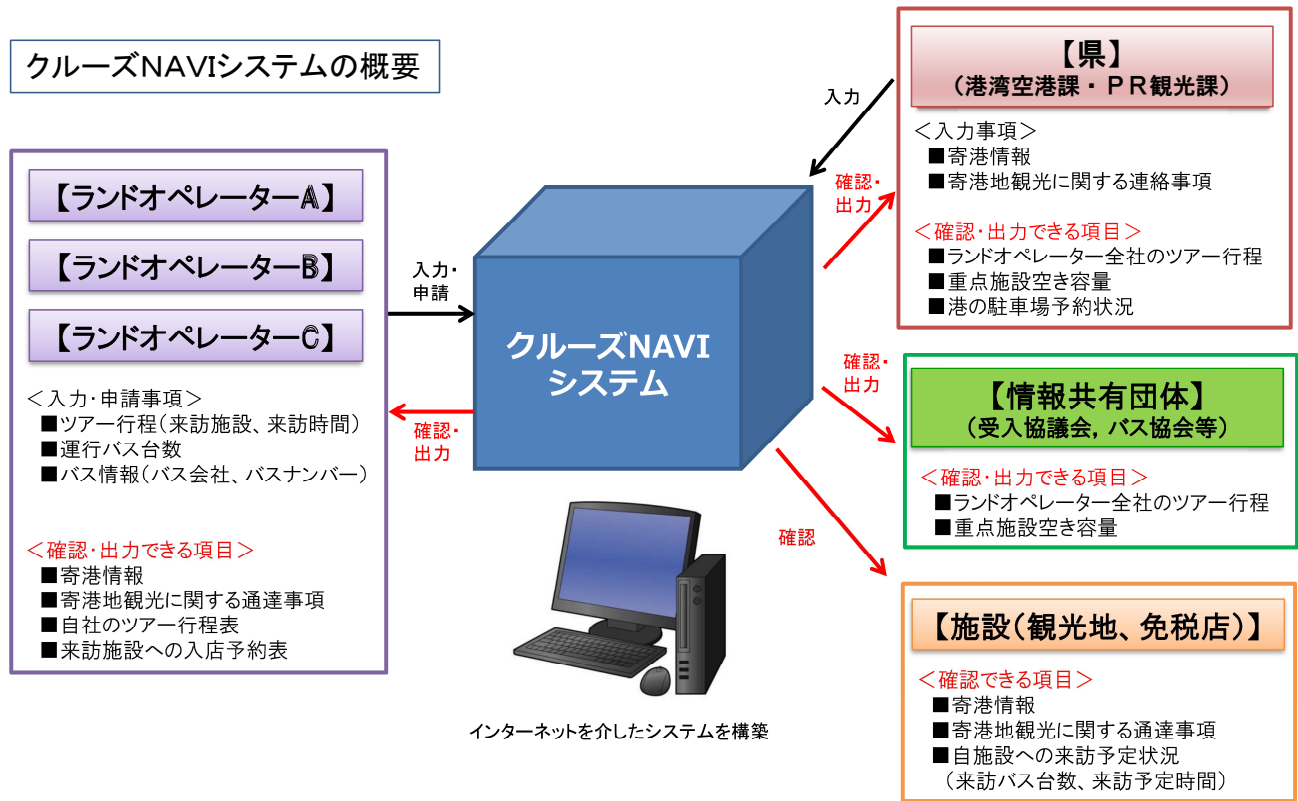 クルーズNAVIシステムの概要
【ランドオペレーターA】
【ランドオペレーターB】
【ランドオペレーターC】
<入力・申請事項>
■ツアー行程(来訪施設、来訪時間)
■運行バス台数
■バス情報(バス会社、バスナンバー)
<確認・出力できる項目>
■寄港情報
■寄港地観光に関する通達事項
■自社のツアー行程表
■来訪施設への入店予約表
入力・
申請
確認・
出力
クルーズNAVI
システム
インターネットを介したシステムを構築
入力
確認・
出力
確認・
出力
確認
【県】
(港湾空港課・PR観光課)
<入力事項>
■寄港情報
■寄港地観光に関する連絡事項
<確認・出力できる項目>
■ランドオペレーター全社のツアー行程
■重点施設空き容量
■港の駐車場予約状況
【情報共有団体】
(受入協議会,バス協会等)
<確認・出力できる項目>
■ランドオペレーター全社のツアー行程
■重点施設空き容量
【施設(観光地、免税店)】
<確認できる項目>
■寄港情報
■寄港地観光に関する通達事項
■自施設への来訪予定状況
(来訪バス台数、来訪予定時間)